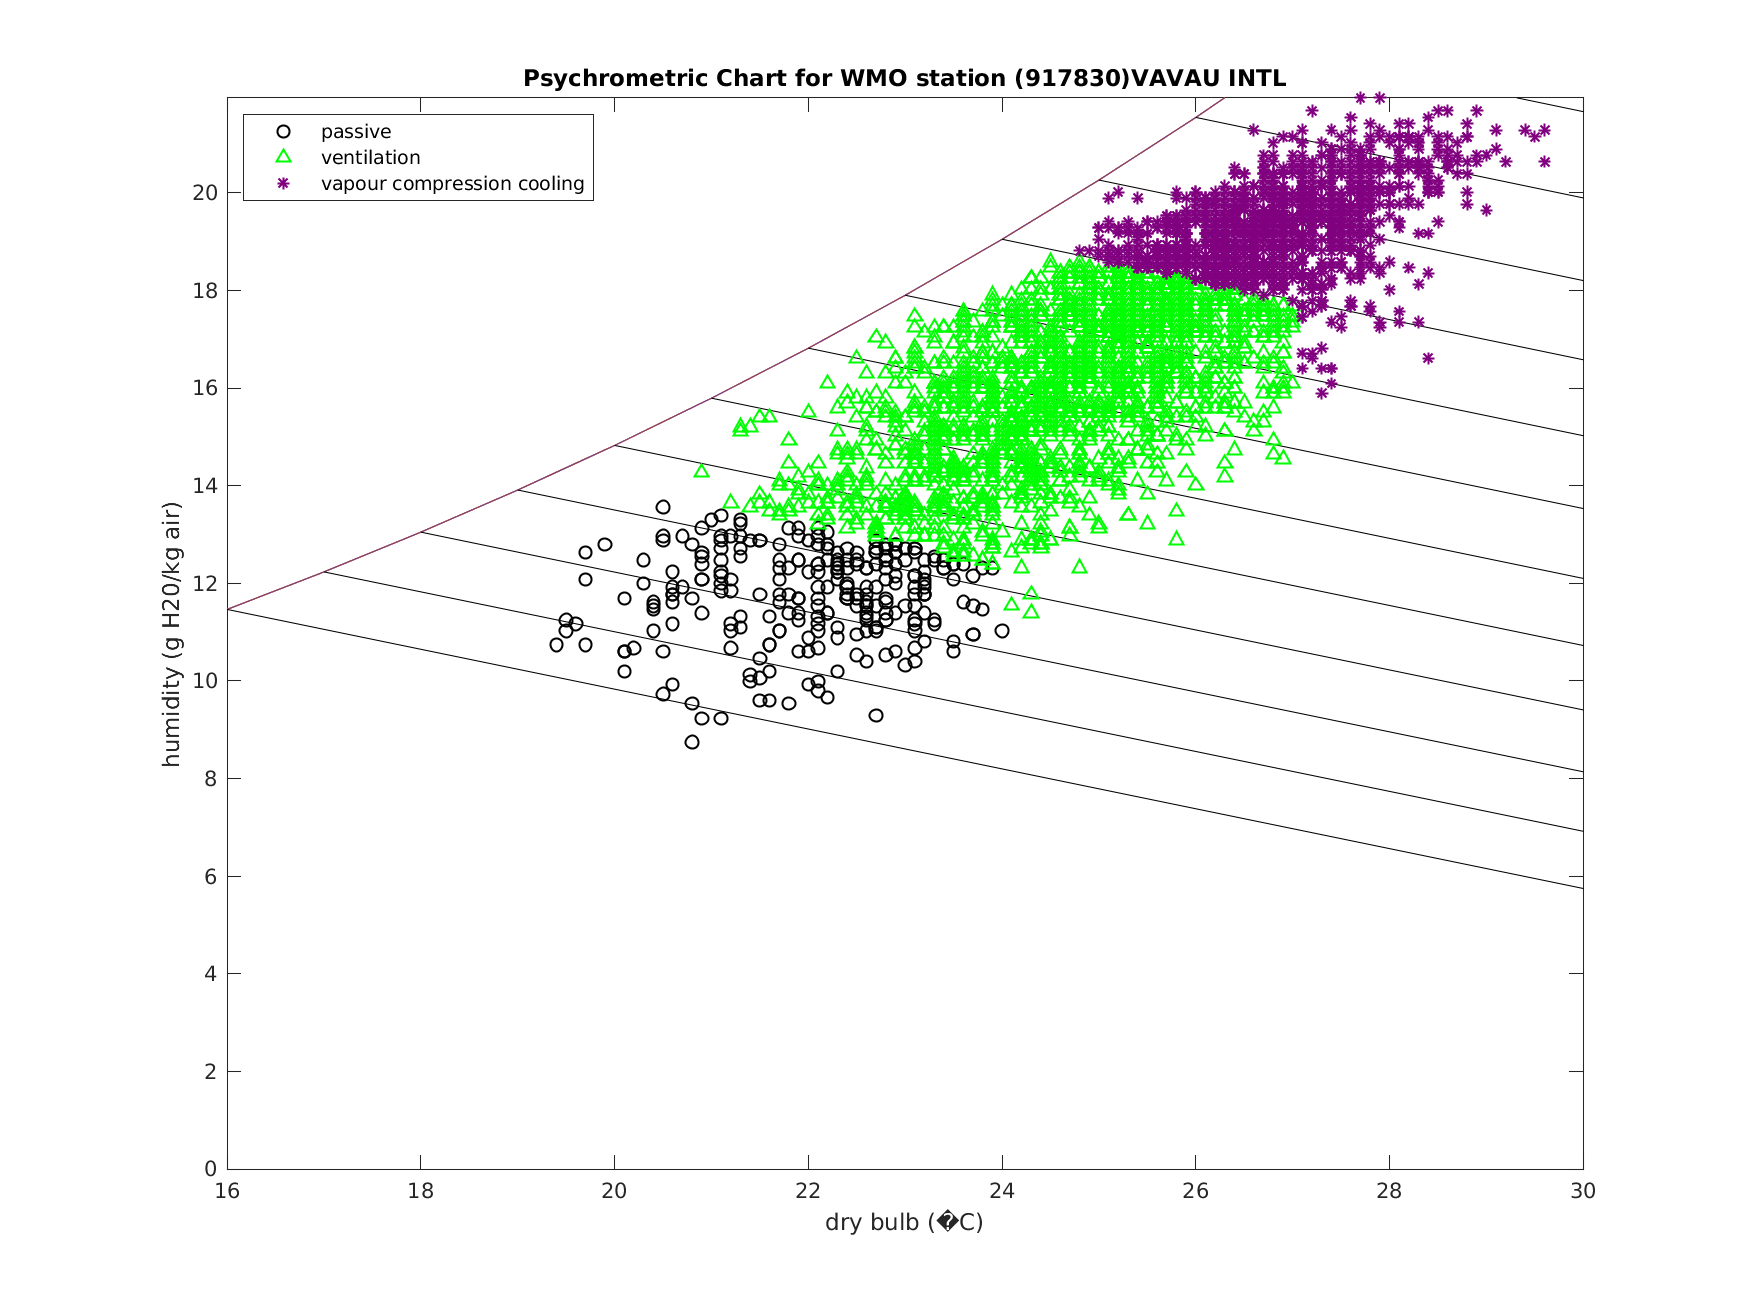 Psychrometric Chart for WMO station (917830)VAVAU INTL
passive
ventilation
vapour compression cooling
humidity (g H20/kg air)
20
18
16
14
12
10
8
6
4
2
0
16 18 20 22 24 26 28 30
dry bulb (�C)